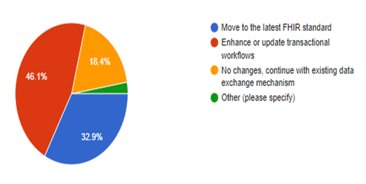 46.1%
18.4%
32.9%
Move to the latest FHIR standard
Enhance or update transactional
workflows
No changes, continue with existing data
exchange mechanism
Other (please specify)